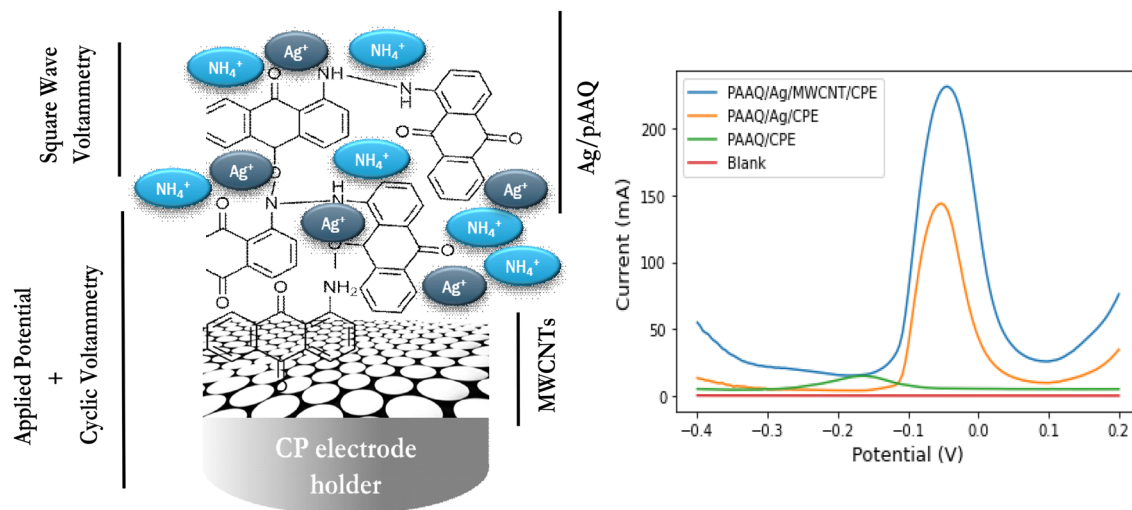 Square Wave
Voltammetry
Applied Potential
+
Cyclic Voltammetry
NH₄⁺
Ag⁺
NH₄⁺
O
NH
N
H
O
O
Ag⁺
O
NH₄⁺
NH₄⁺
H
N
N
O
Ag⁺
Ag⁺
NH₄⁺
O
O
O
NH₄⁺
Ag⁺
NH₂
O
O
CP electrode
holder
Ag/pAAQ
MWCNTs
PAAQ/Ag/MWCNT/CPE
PAAQ/Ag/CPE
PAAQ/CPE
Blank
Current (mA)
200
150
100
50
0
−0.4 −0.3 −0.2 −0.1 0.0 0.1 0.2
Potential (V)